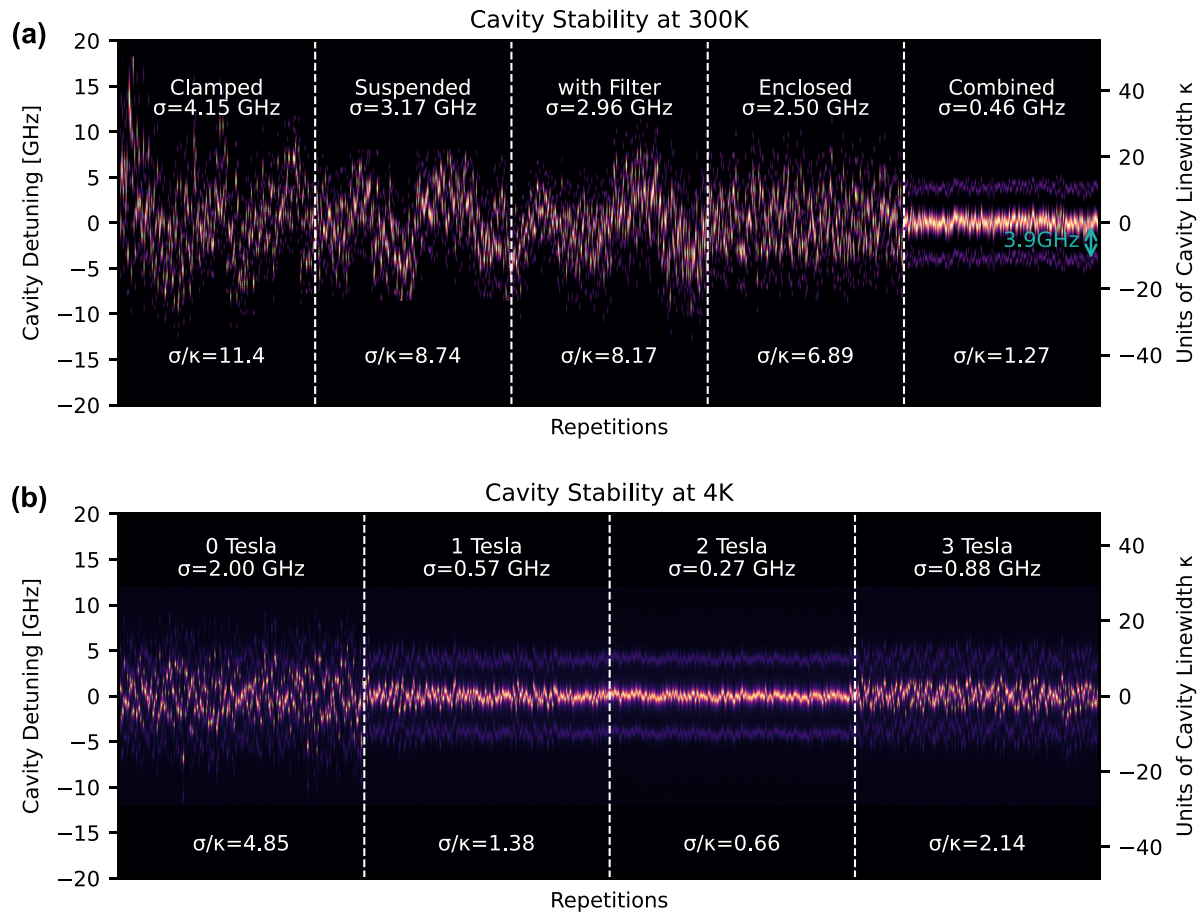 (a)
Cavity Stability at 300K
Cavity Detuning [GHz]
20
15
10
5
0
−5
−10
−15
−20
Clamped
σ=4.15 GHz
Suspended
σ=3.17 GHz
with Filter
σ=2.96 GHz
Enclosed
σ=2.50 GHz
Combined
σ=0.46 GHz
3.9GHz
σ/κ=11.4
σ/κ=8.74
σ/κ=8.17
σ/κ=6.89
σ/κ=1.27
40
20
0
−20
−40
Units of Cavity Linewidth κ
Repetitions
(b)
Cavity Stability at 4K
Cavity Detuning [GHz]
20
15
10
5
0
−5
−10
−15
−20
0 Tesla
σ=2.00 GHz
1 Tesla
σ=0.57 GHz
2 Tesla
σ=0.27 GHz
3 Tesla
σ=0.88 GHz
σ/κ=4.85
σ/κ=1.38
σ/κ=0.66
σ/κ=2.14
40
20
0
−20
−40
Units of Cavity Linewidth κ
Repetitions